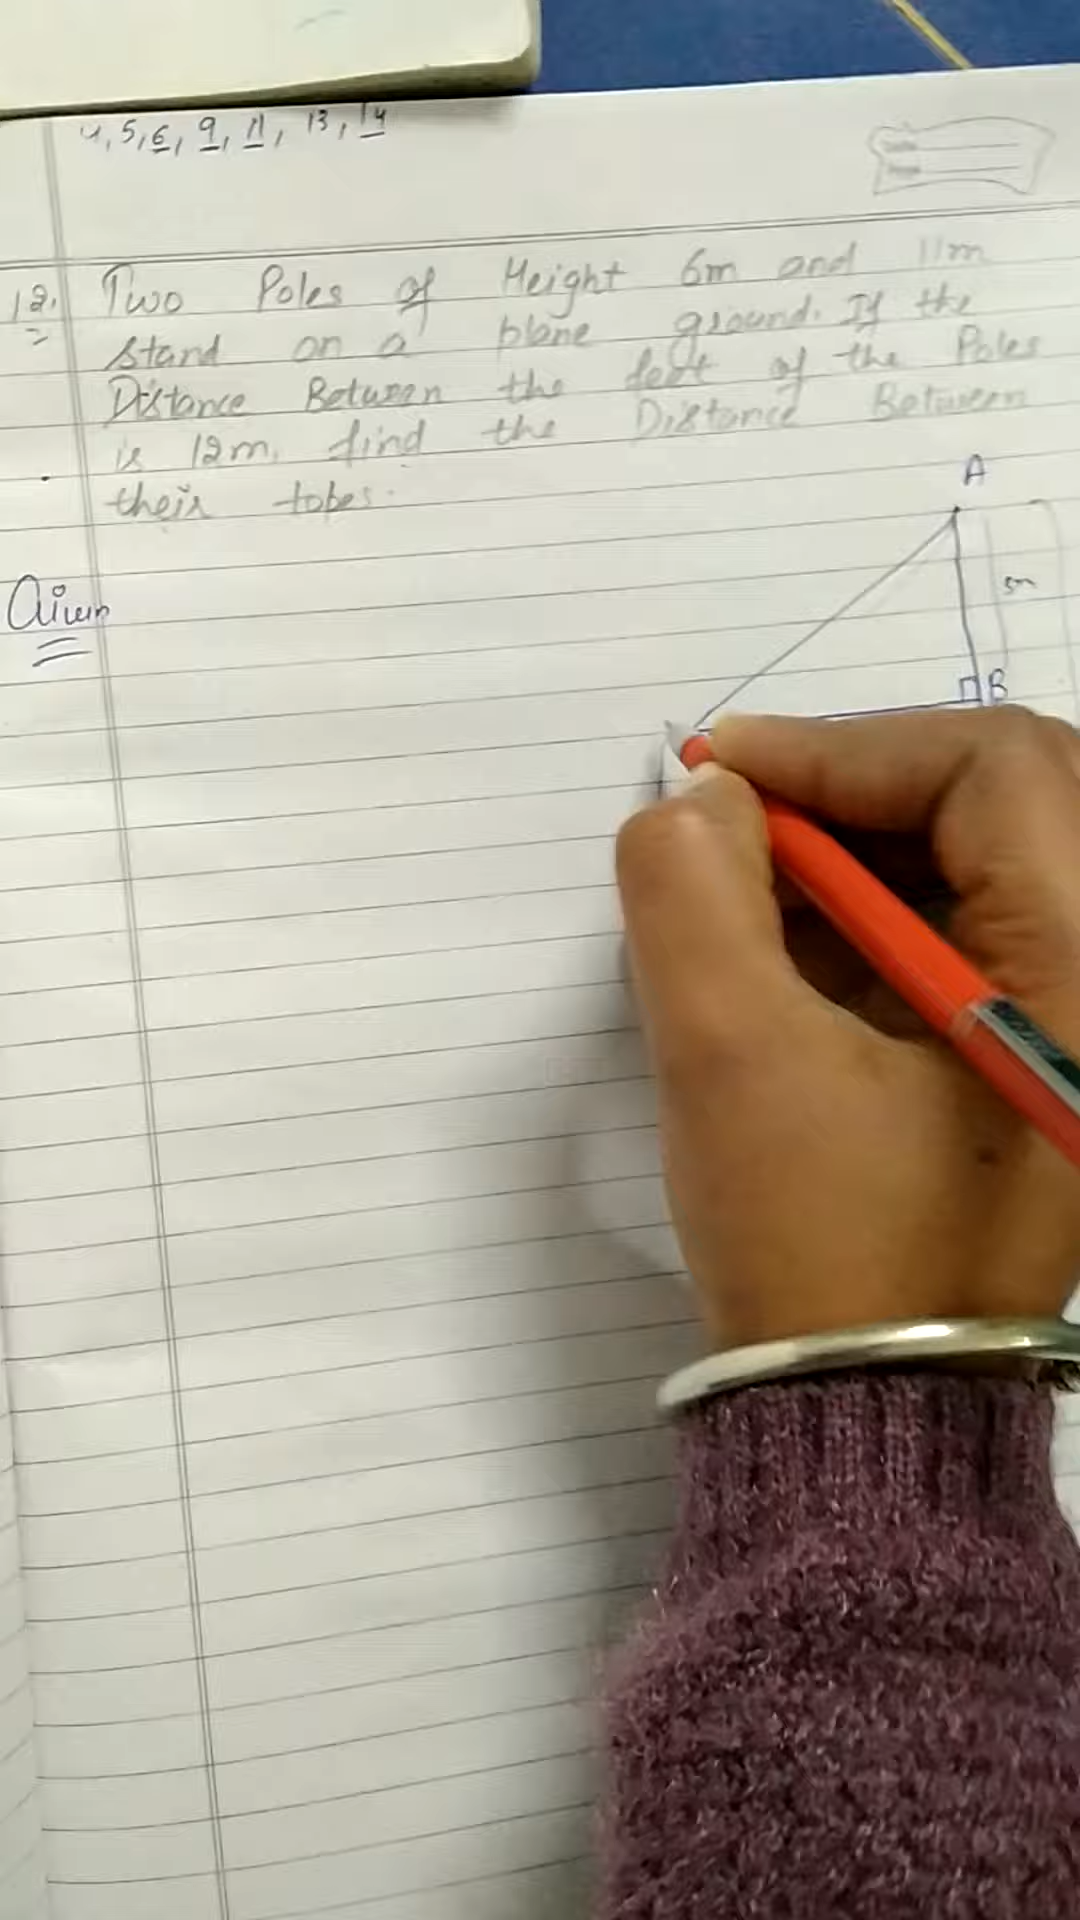 4, 5, 6, 9, 11, 13, 14
12. Two Poles of Height 6m and 11m
stand on a plane ground. If the
Distance Between the feet of the Poles
is 12m, find the Distance Between
their topes.
A
Given
5m
B